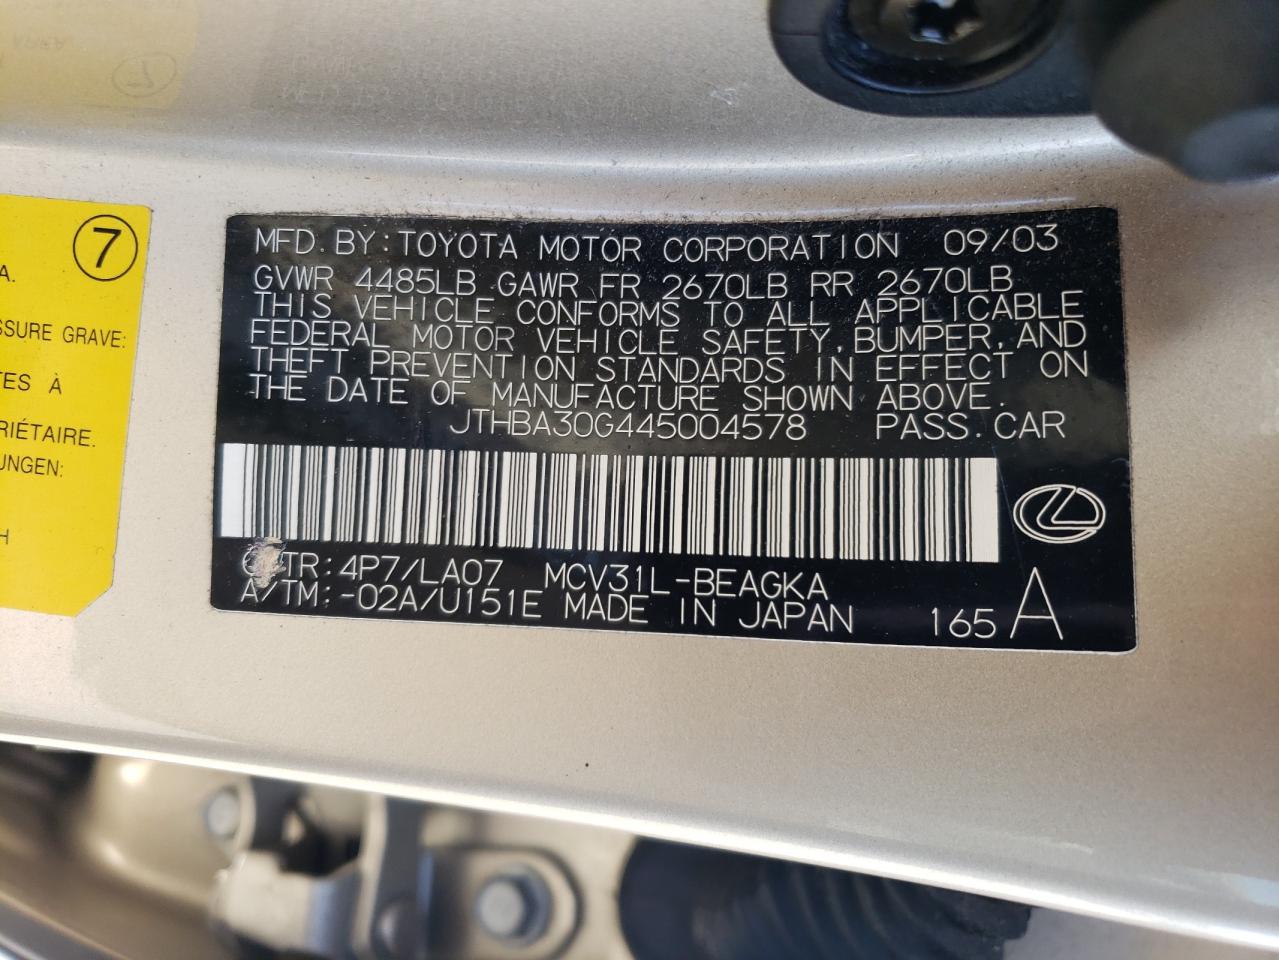 7
A.
SSURE GRAVE:
TES À
RIÉTAIRE.
UNGEN:
H
MFD. BY: TOYOTA MOTOR CORPORATION 09/03
GVWR 4485LB GAWR FR 2670LB RR 2670LB
THIS VEHICLE CONFORMS TO ALL APPLICABLE
FEDERAL MOTOR VEHICLE SAFETY, BUMPER, AND
THEFT PREVENTION STANDARDS IN EFFECT ON
THE DATE OF MANUFACTURE SHOWN ABOVE.
JTHBA30G445004578 PASS. CAR
TR: 4P7/LA07 MCV31L-BEAGKA
A/TM:-02A/U151E MADE IN JAPAN 165 A